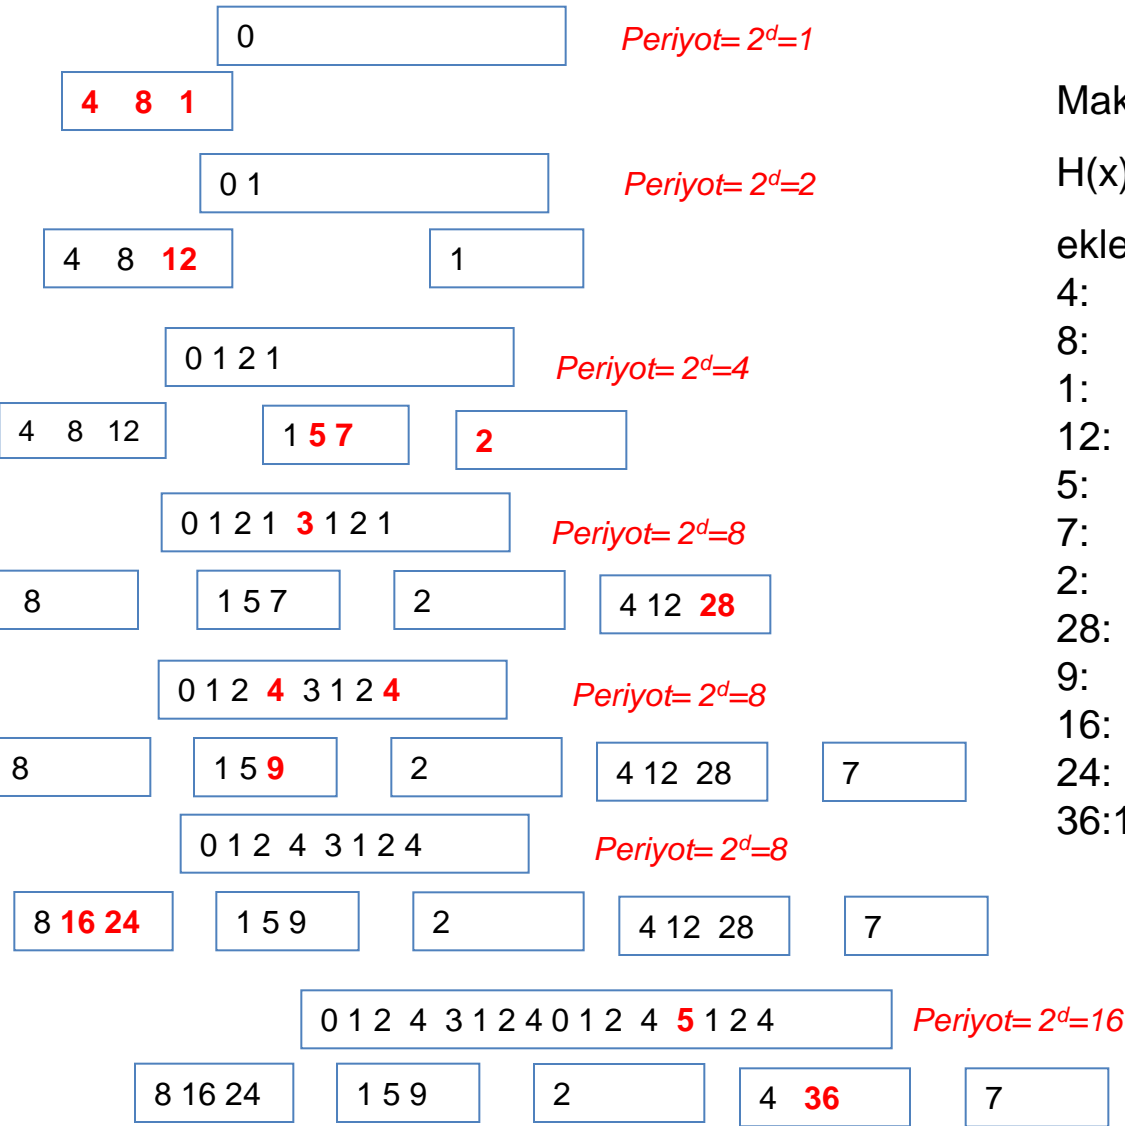 0 Periyot= 2d=1
4 8 1
0 1 Periyot= 2d=2
4 8 12 1
0 1 2 1 Periyot= 2d=4
4 8 12 1 5 7 2
0 1 2 1 3 1 2 1 Periyot= 2d=8
8 1 5 7 2 4 12 28
0 1 2 4 3 1 2 4 Periyot= 2d=8
8 1 5 9 2 4 12 28 7
0 1 2 4 3 1 2 4 Periyot= 2d=8
8 16 24 1 5 9 2 4 12 28 7
0 1 2 4 3 1 2 4 0 1 2 4 5 1 2 4 Periyot= 2d=16
8 16 24 1 5 9 2 4 36 7
H(x)
4:
8:
1:
12:
5:
7:
2:
28:
9:
16:
24:
36:1